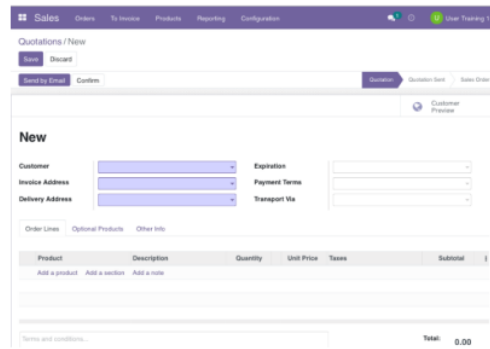 Sales Orders To Invoice Products Reporting Configuration U User Training 1
Quotations / New
Save Discard
Send by Email Confirm Quotation Quotation Sent Sales Order
Customer
Preview
New
Customer Expiration
Invoice Address Payment Terms
Delivery Address Transport Via
Order Lines Optional Products Other Info
Product Description Quantity Unit Price Taxes Subtotal
Add a product Add a section Add a note
Terms and conditions... Total: 0.00